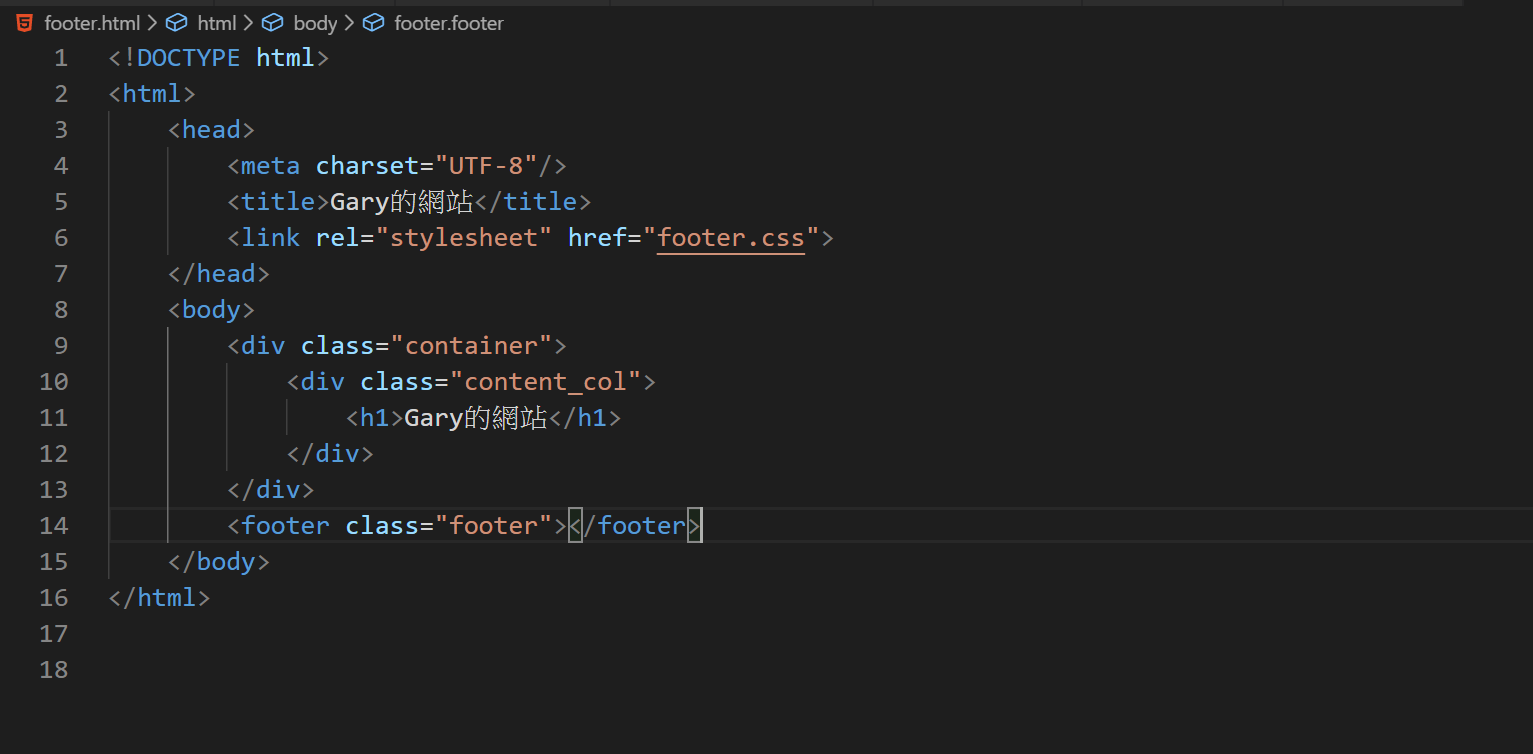 footer.html > html > body > footer.footer
1 <!DOCTYPE html>
2 <html>
3     <head>
4         <meta charset="UTF-8"/>
5         <title>Gary的網站</title>
6         <link rel="stylesheet" href="footer.css">
7     </head>
8     <body>
9         <div class="container">
10             <div class="content_col">
11                 <h1>Gary的網站</h1>
12             </div>
13         </div>
14         <footer class="footer"></footer>
15     </body>
16 </html>
17
18